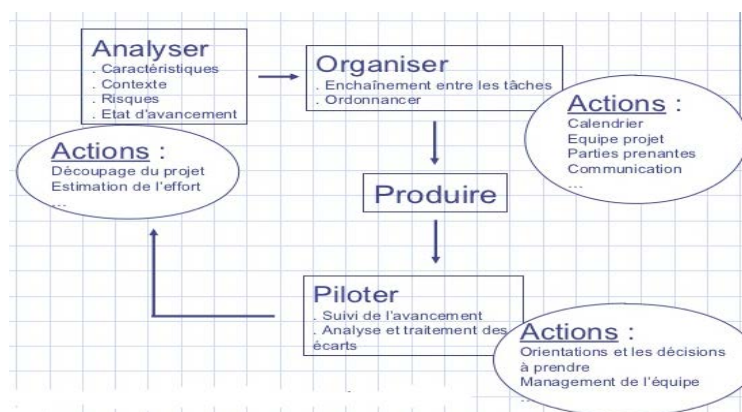 Analyser
. Caractéristiques
. Contexte
. Risques
. Etat d'avancement
Actions :
Découpage du projet
Estimation de l'effort
...
Organiser
. Enchaînement entre les tâches
. Ordonnancer
Actions :
Calendrier
Equipe projet
Parties prenantes
Communication
...
Produire
Piloter
. Suivi de l'avancement
. Analyse et traitement des
écarts
Actions :
Orientations et les décisions
à prendre
Management de l'équipe
...